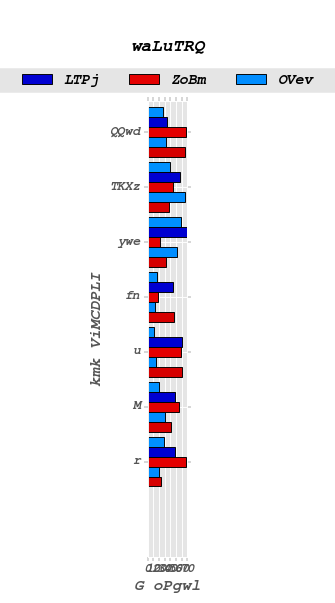 waLuTRQ
LTPj ZoBm OVev
QQwd
TKXz
ywe
fn
u
M
r
kmk ViMCDPLI
G oPgwl